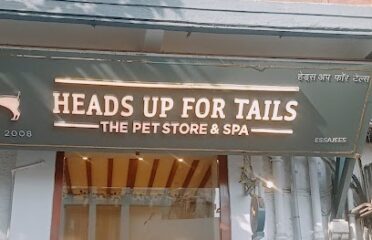 हेड्स अप फॉर टेल्स
HEADS UP FOR TAILS
THE PET STORE & SPA
2008
ESSAJEES